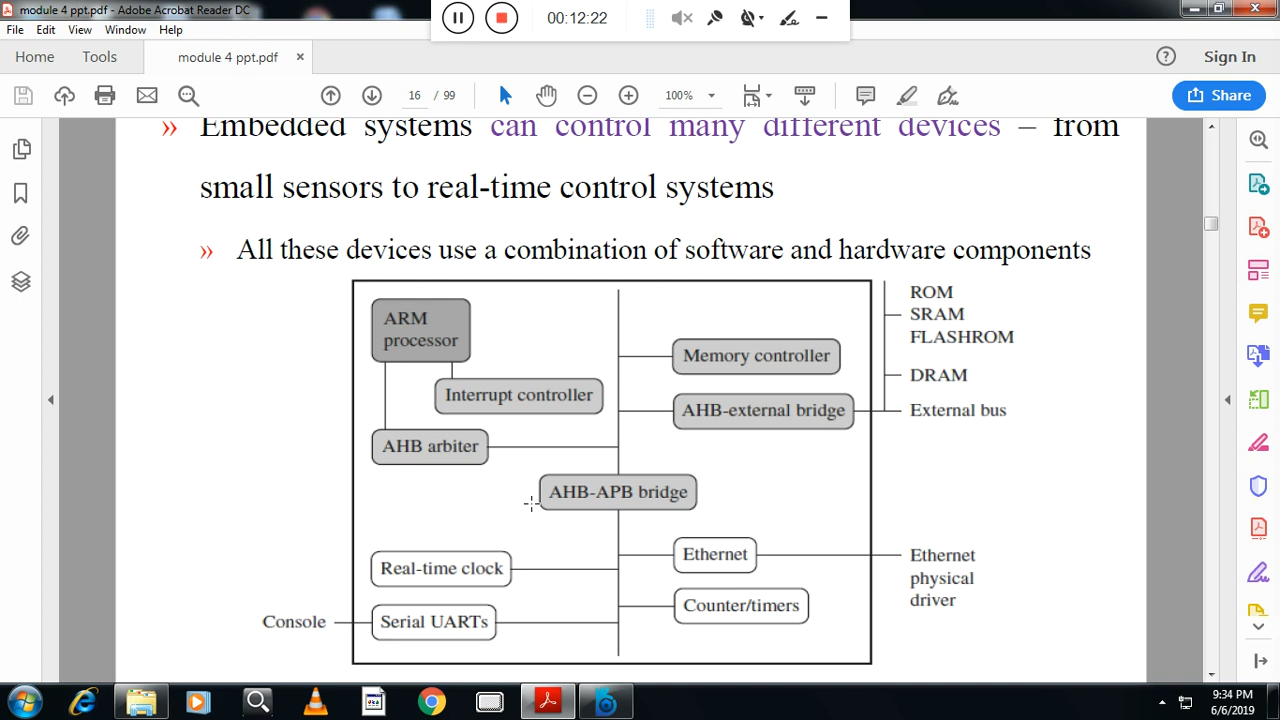 module 4 ppt.pdf - Adobe Acrobat Reader DC
00:12:22
File Edit View Window Help
Home Tools module 4 ppt.pdf × Sign In
16 / 99 100% Share
» Embedded systems can control many different devices – from
small sensors to real-time control systems
» All these devices use a combination of software and hardware components
ARM
processor
Interrupt controller
AHB arbiter
Memory controller
AHB-external bridge
ROM
SRAM
FLASHROM
DRAM
External bus
AHB-APB bridge
Real-time clock
Console
Serial UARTs
Ethernet
Counter/timers
Ethernet
physical
driver
9:34 PM
6/6/2019